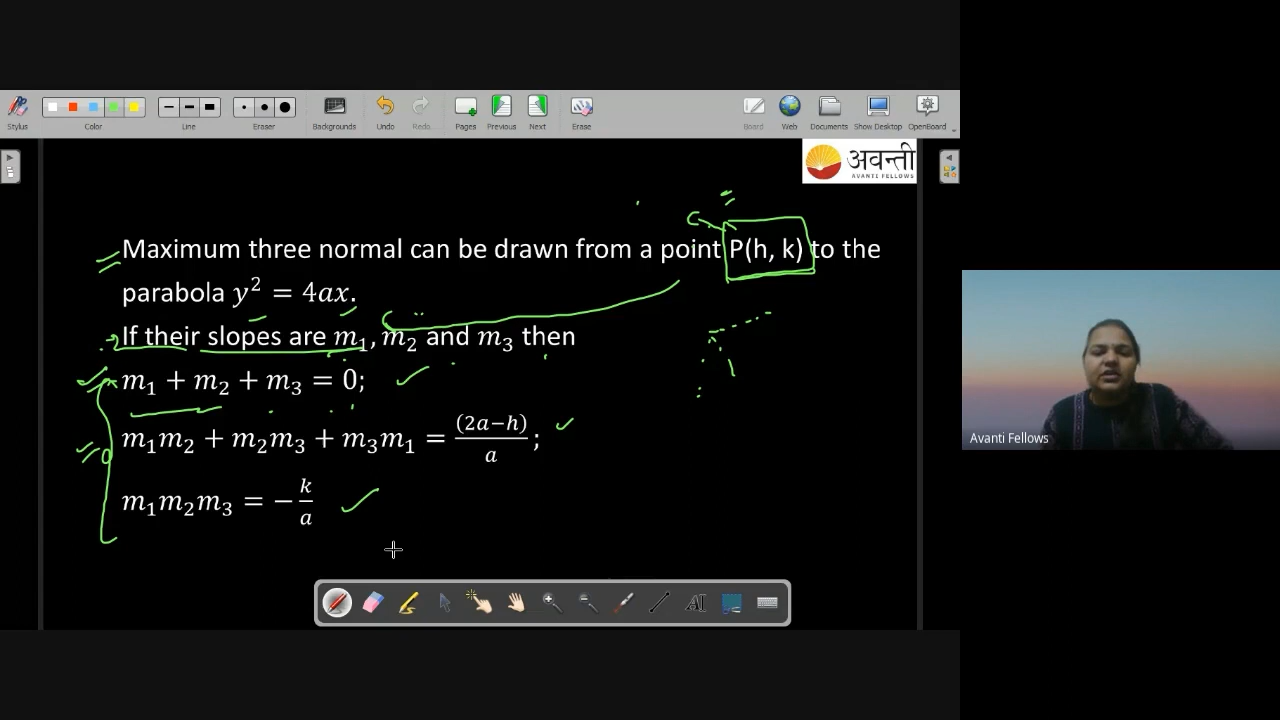 Stylus
Color
Line
Eraser
Backgrounds
Undo
Redo
Pages
Previous
Next
Erase
Board
Web
Documents
Show Desktop
OpenBoard
अवन्ती
AVANTI FELLOWS
Maximum three normal can be drawn from a point P(h, k) to the
parabola y² = 4ax.
If their slopes are m₁, m₂ and m₃ then
m₁ + m₂ + m₃ = 0;
m₁m₂ + m₂m₃ + m₃m₁ = (2a−h)/a;
m₁m₂m₃ = −k/a
AI
Avanti Fellows